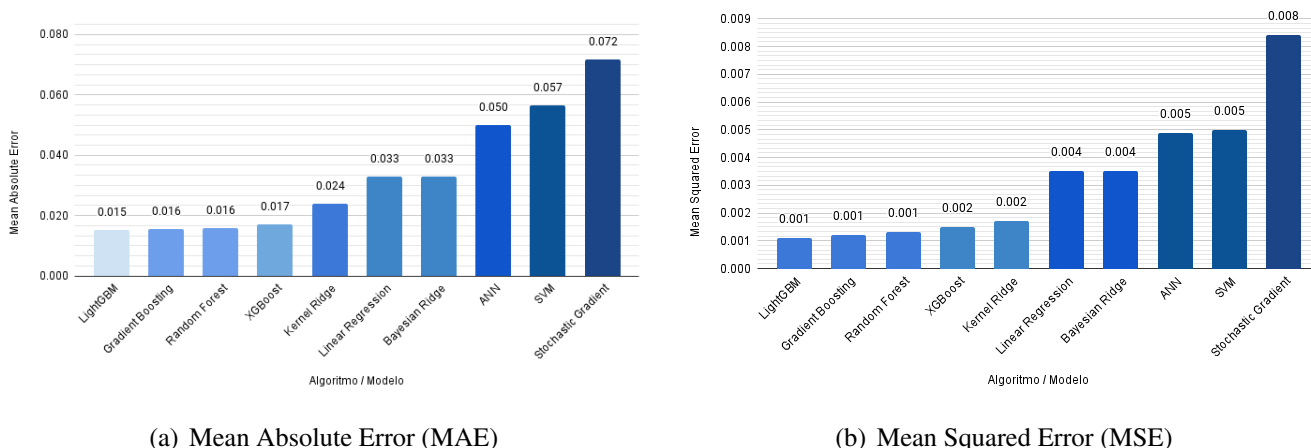 0.080
0.060
0.040
0.020
0.000
Mean Absolute Error
0.015
0.016
0.016
0.017
0.024
0.033
0.033
0.050
0.057
0.072
LightGBM
Gradient Boosting
Random Forest
XGBoost
Kernel Ridge
Linear Regression
Bayesian Ridge
ANN
SVM
Stochastic Gradient
Algoritmo / Modelo
(a) Mean Absolute Error (MAE)
0.009
0.008
0.007
0.006
0.005
0.004
0.003
0.002
0.001
0.000
Mean Squared Error
0.001
0.001
0.001
0.002
0.002
0.004
0.004
0.005
0.005
0.008
LightGBM
Gradient Boosting
Random Forest
XGBoost
Kernel Ridge
Linear Regression
Bayesian Ridge
ANN
SVM
Stochastic Gradient
Algoritmo / Modelo
(b) Mean Squared Error (MSE)